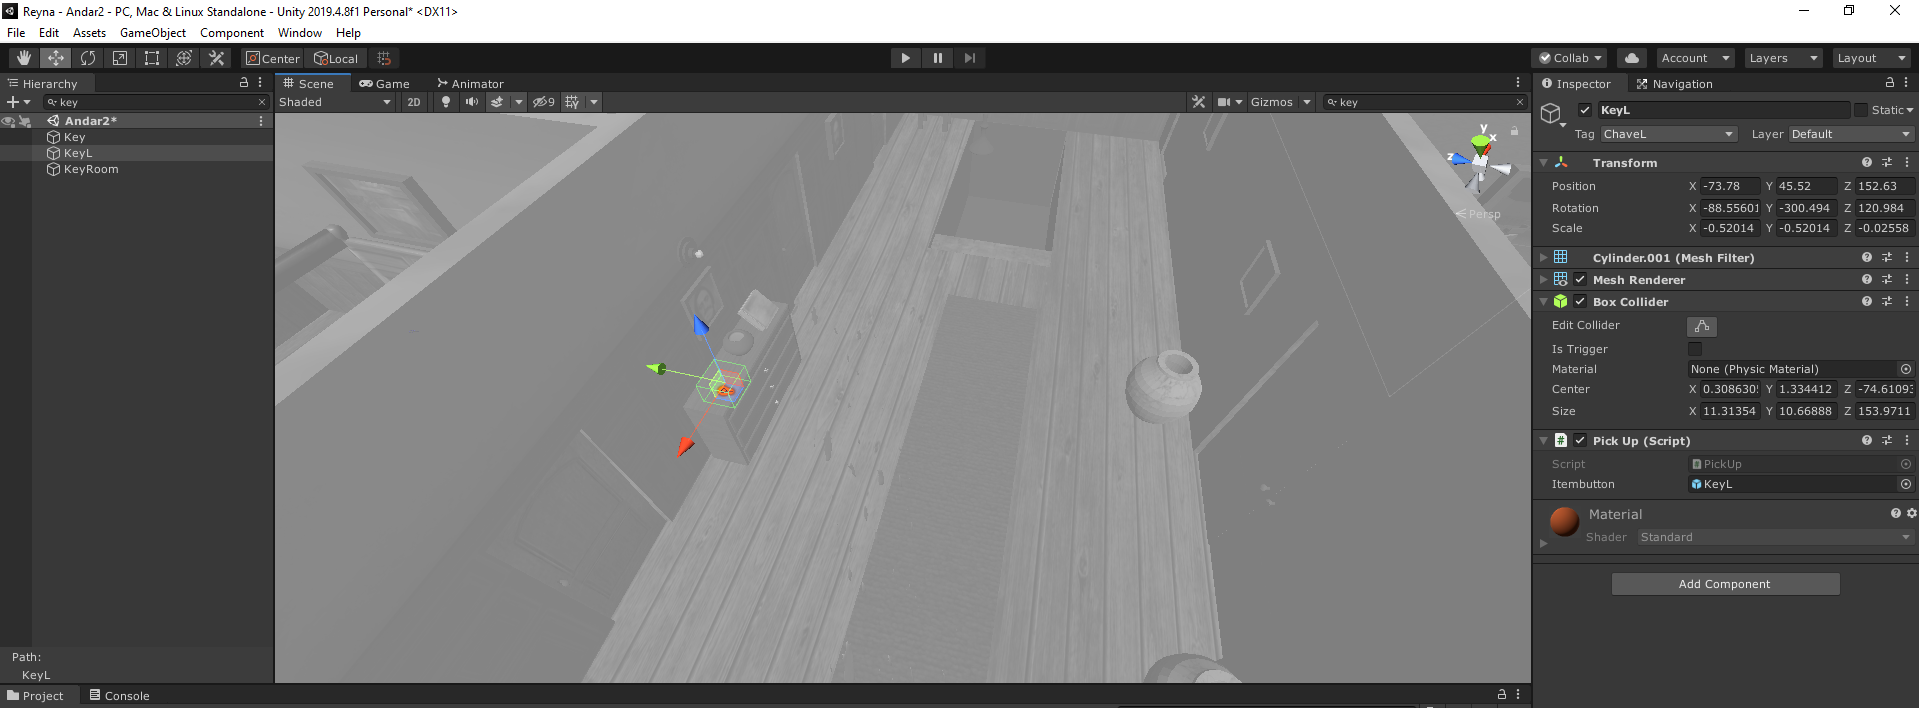 Reyna - Andar2 - PC, Mac & Linux Standalone - Unity 2019.4.8f1 Personal* <DX11>
File Edit Assets GameObject Component Window Help
Center Local Collab Account Layers Layout
Hierarchy
key
Andar2*
Key
KeyL
KeyRoom
Path:
KeyL
Scene Game Animator
Shaded 2D 9 Gizmos key
y
x
z
Persp
Inspector Navigation
KeyL Static
Tag ChaveL Layer Default
Transform
Position X -73.78 Y 45.52 Z 152.63
Rotation X -88.55601 Y -300.494 Z 120.984
Scale X -0.52014 Y -0.52014 Z -0.02558
Cylinder.001 (Mesh Filter)
Mesh Renderer
Box Collider
Edit Collider
Is Trigger
Material None (Physic Material)
Center X 0.308630 Y 1.334412 Z -74.61093
Size X 11.31354 Y 10.66888 Z 153.9711
# Pick Up (Script)
Script PickUp
Itembutton KeyL
Material
Shader Standard
Add Component
Project Console